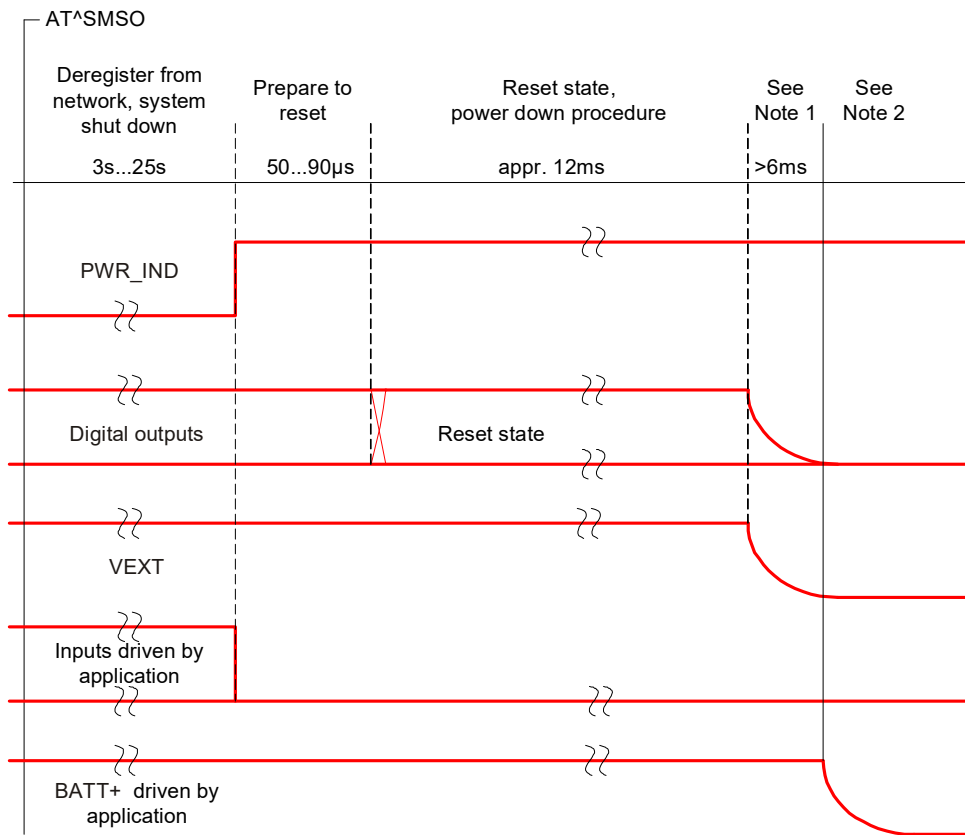 AT^SMSO
Deregister from
network, system
shut down
Prepare to
reset
Reset state,
power down procedure
See
Note 1
See
Note 2
3s...25s
50...90µs
appr. 12ms
>6ms
PWR_IND
Digital outputs
Reset state
VEXT
Inputs driven by
application
BATT+ driven by
application